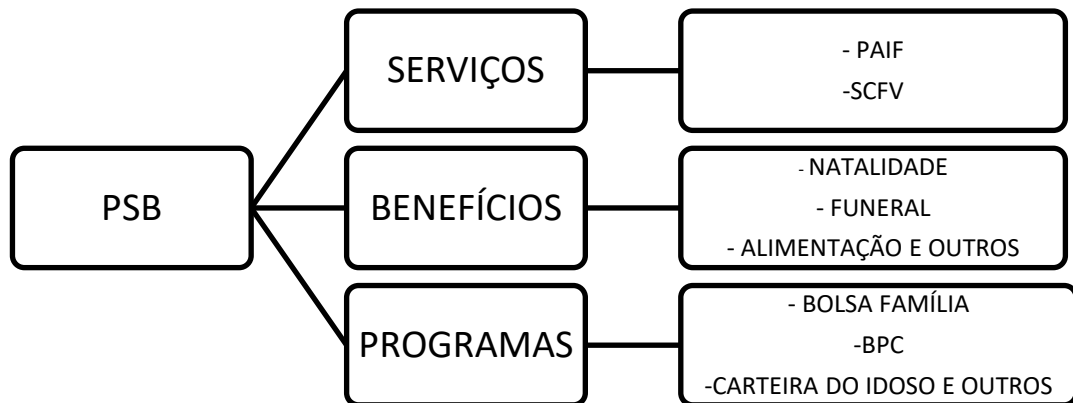 PSB
SERVIÇOS
- PAIF
-SCFV
BENEFÍCIOS
- NATALIDADE
- FUNERAL
- ALIMENTAÇÃO E OUTROS
PROGRAMAS
- BOLSA FAMÍLIA
-BPC
-CARTEIRA DO IDOSO E OUTROS